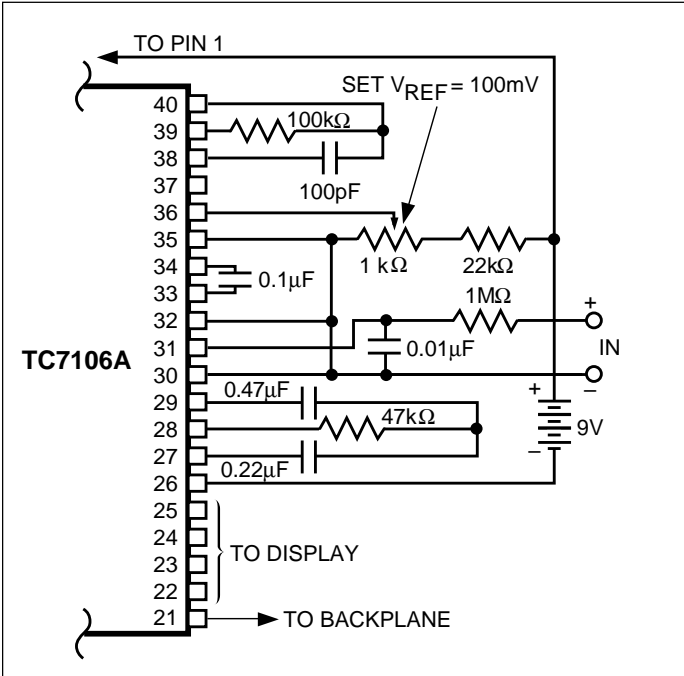 TO PIN 1
SET VREF = 100mV
40
100kΩ
39
38
100pF
37
36
35
1 kΩ
22kΩ
34
0.1µF
33
1MΩ
32
+
31
IN
TC7106A
0.01µF
30
–
29
0.47µF
+
28
47kΩ
9V
27
–
0.22µF
26
25
24
TO DISPLAY
23
22
21
TO BACKPLANE